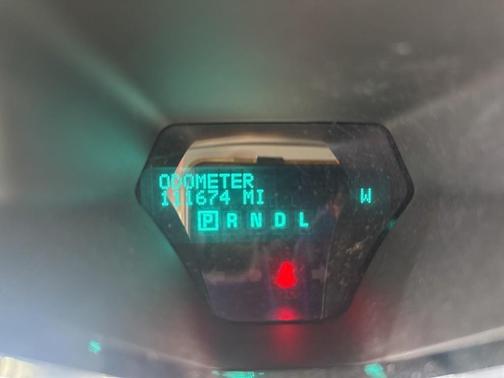 ODOMETER
111674 MI W
P R N D L